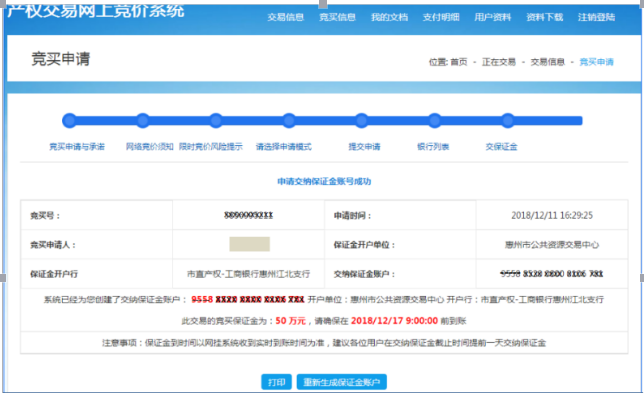 产权交易网上竞价系统
交易信息 竞买信息 我的文档 支付明细 用户资料 资料下载 注销登陆
竞买申请
位置: 首页 - 正在交易 - 交易信息 - 竞买申请
竞买申请与承诺 网络竞价须知 限时竞价风险提示 请选择申请模式 提交申请 银行列表 交保证金
申请交纳保证金账号成功
竞买号： 申请时间： 2018/12/11 16:29:25
竞买申请人： 保证金开户单位： 惠州市公共资源交易中心
保证金开户行 市直产权-工商银行惠州江北支行 交纳保证金账户：
系统已经为您创建了交纳保证金账户： 开户单位：惠州市公共资源交易中心 开户行：市直产权-工商银行惠州江北支行
此交易的竞买保证金为：50 万元，请确保在 2018/12/17 9:00:00 前到账
注意事项：保证金到时间以网挂系统收到实时到账时间为准，建议各位用户在交纳保证金截止时间提前一天交纳保证金
打印 重新生成保证金账户